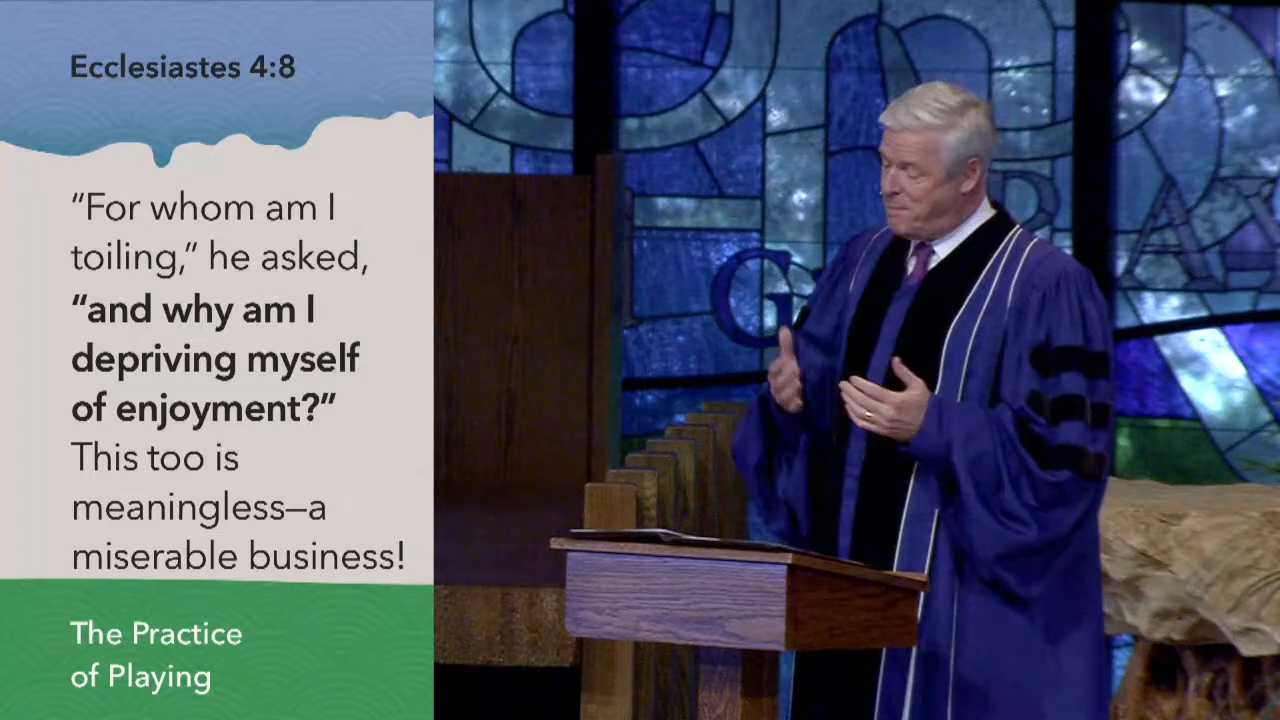 Ecclesiastes 4:8
“For whom am I
toiling,” he asked,
“and why am I
depriving myself
of enjoyment?”
This too is
meaningless—a
miserable business!
The Practice
of Playing